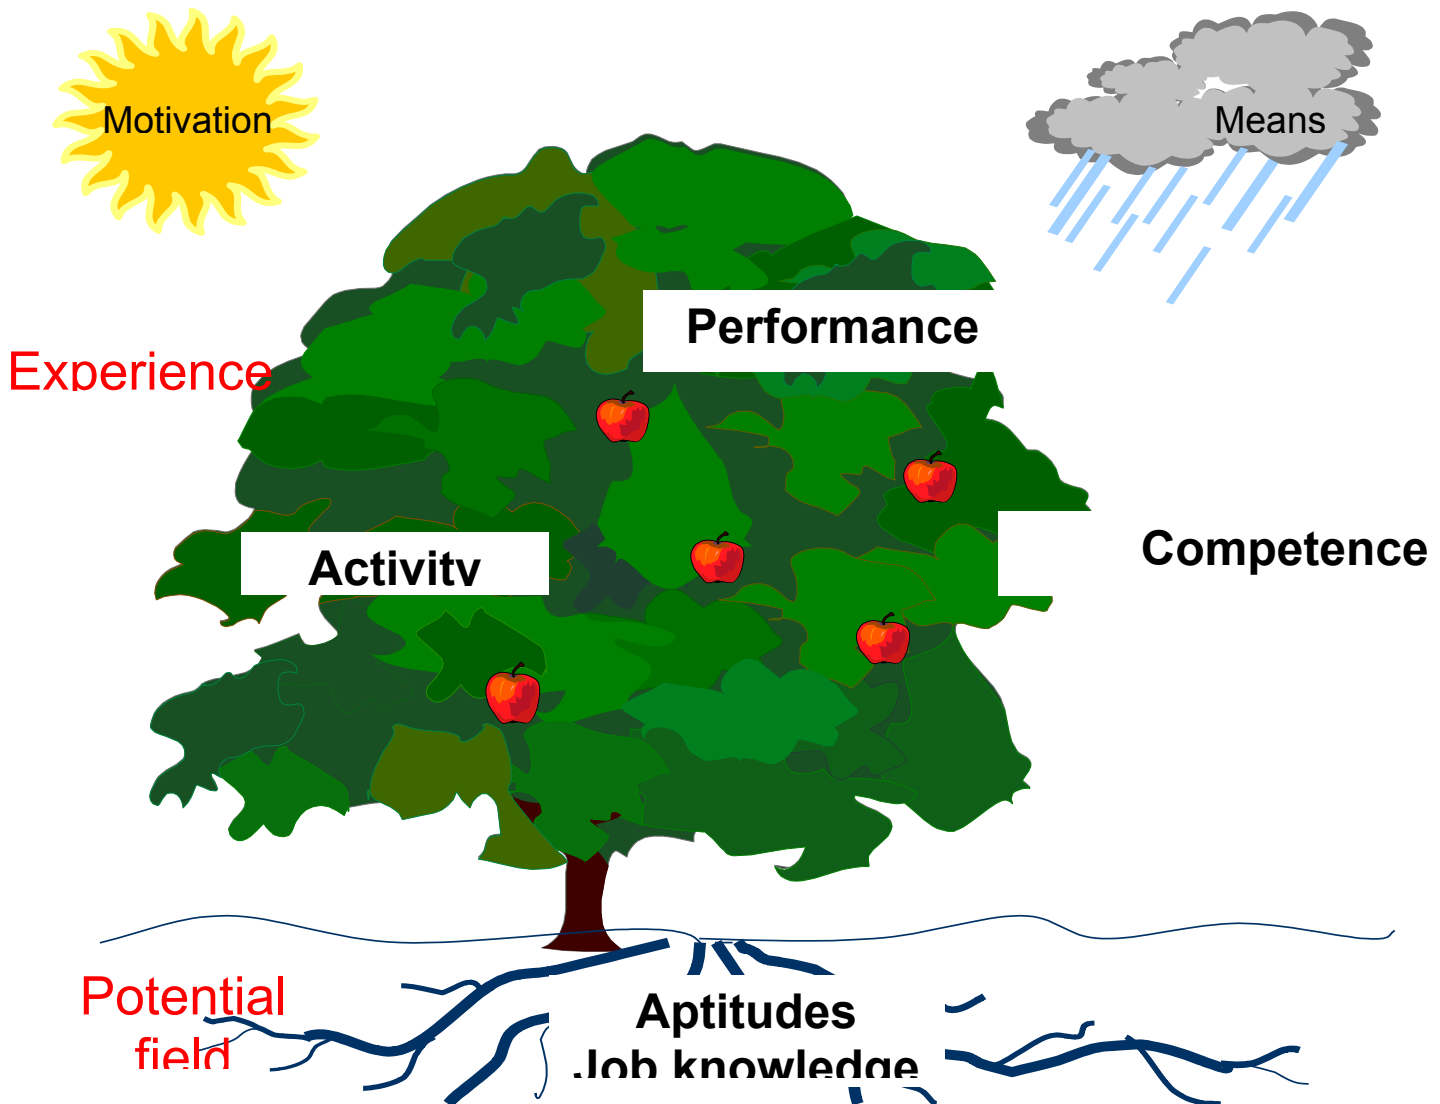 Motivation
Means
Performance
Experience
Activity
Competence
Potential
field
Aptitudes
Job knowledge